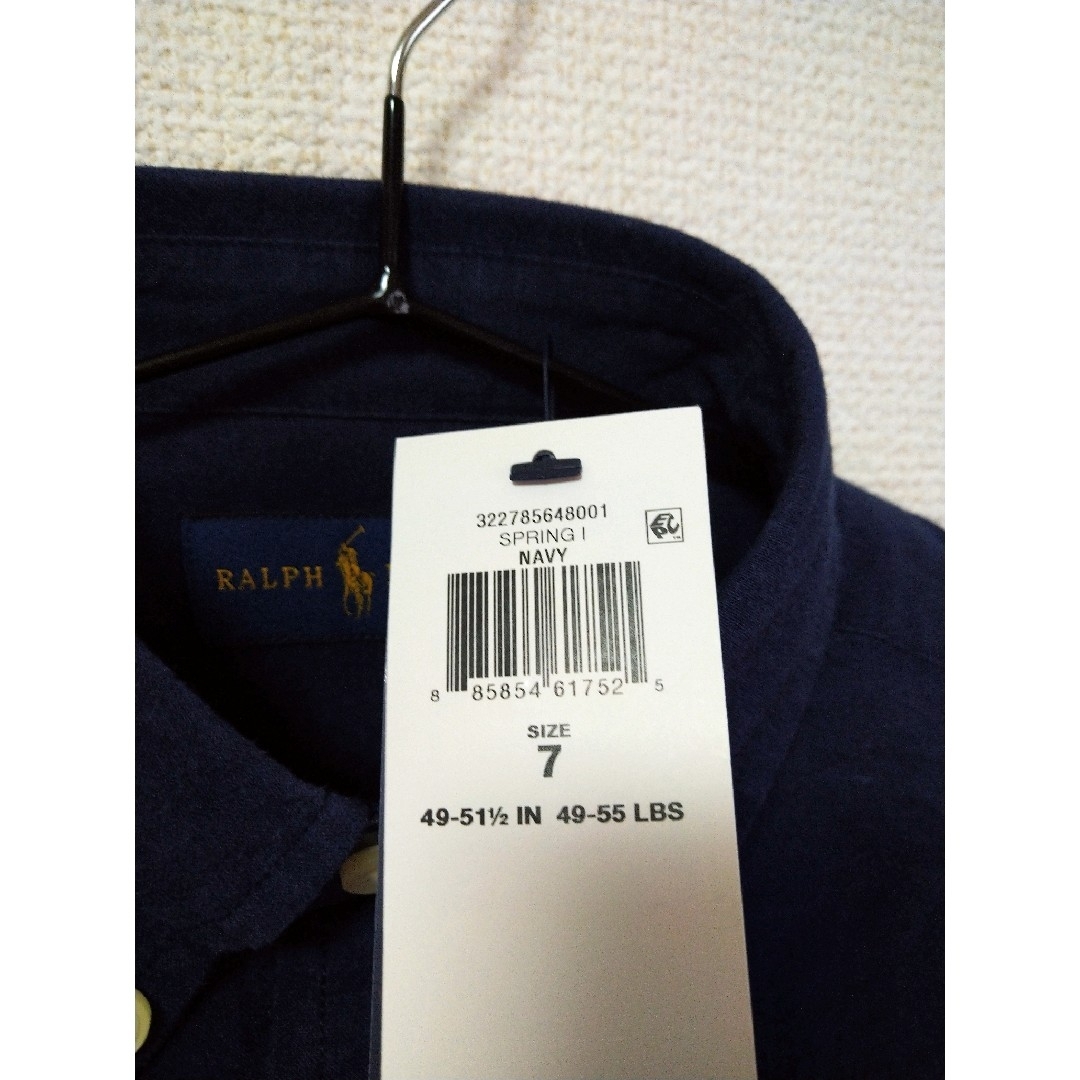 322785648001
SPRING I
NAVY
8 85854 61752 5
SIZE
7
49-51½ IN 49-55 LBS
RALPH